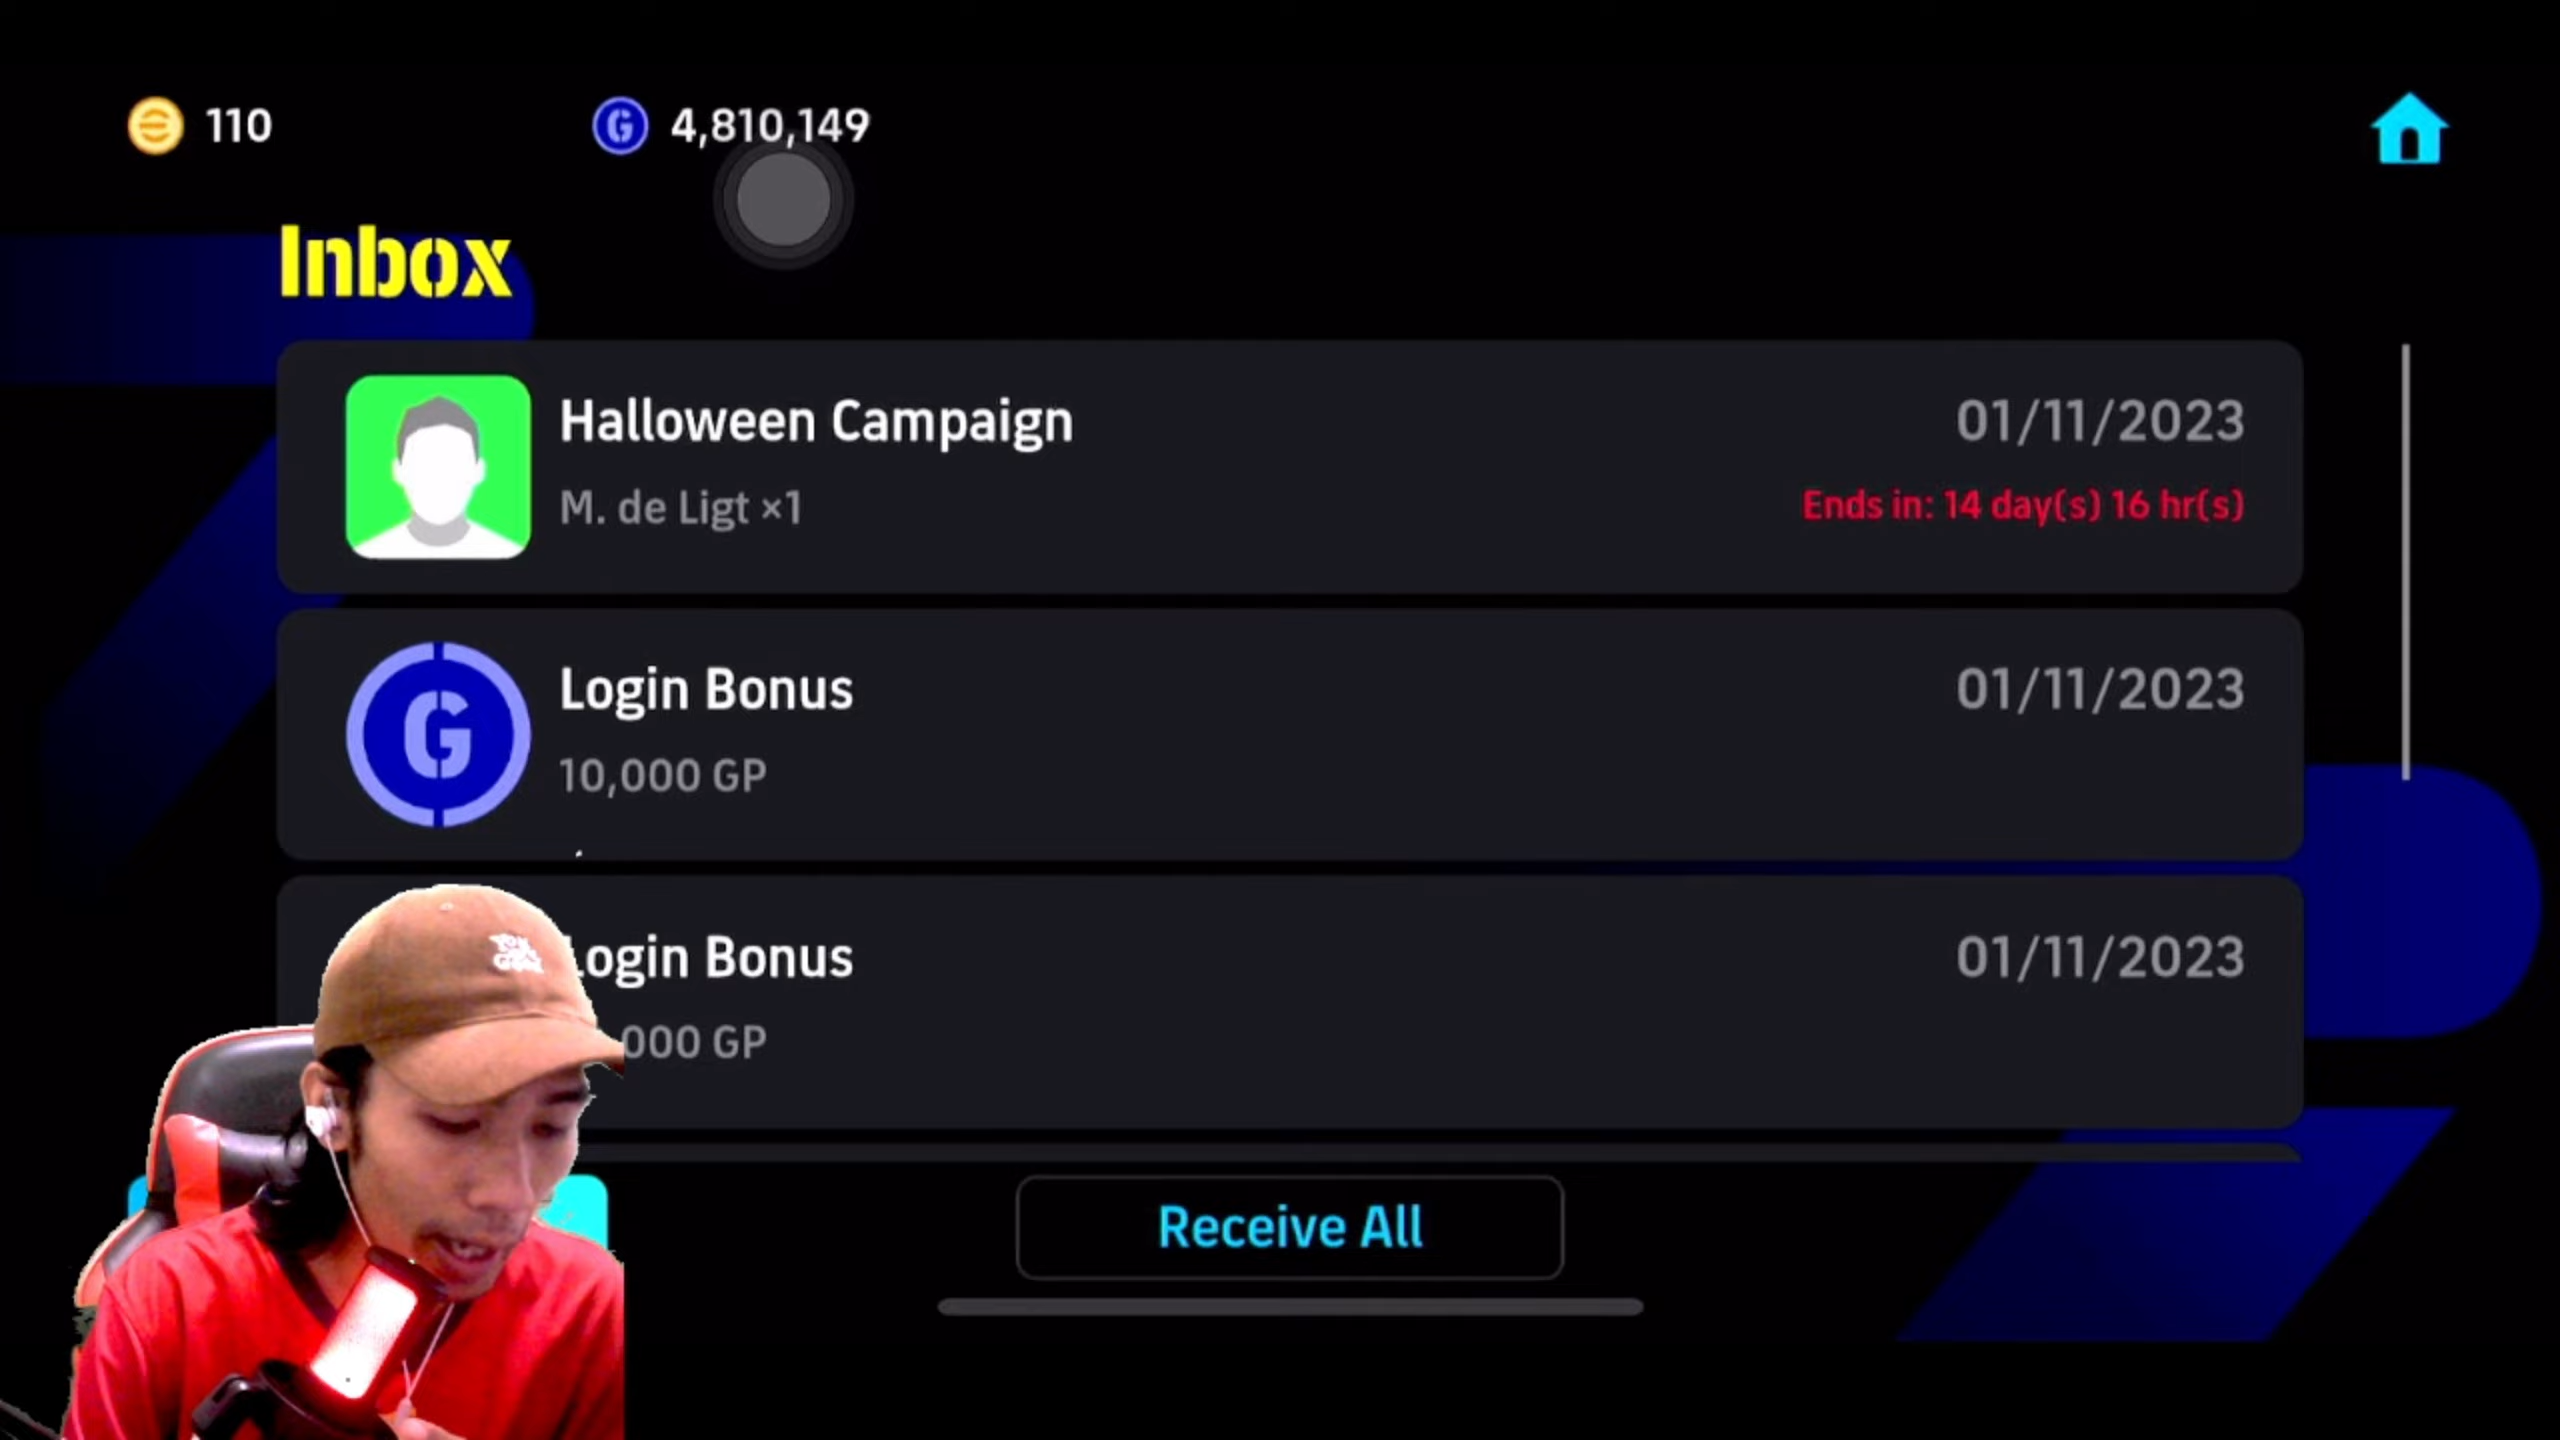 110
4,810,149
Inbox
Halloween Campaign
01/11/2023
M. de Ligt ×1
Ends in: 14 day(s) 16 hr(s)
G
Login Bonus
01/11/2023
10,000 GP
Login Bonus
01/11/2023
000 GP
Receive All